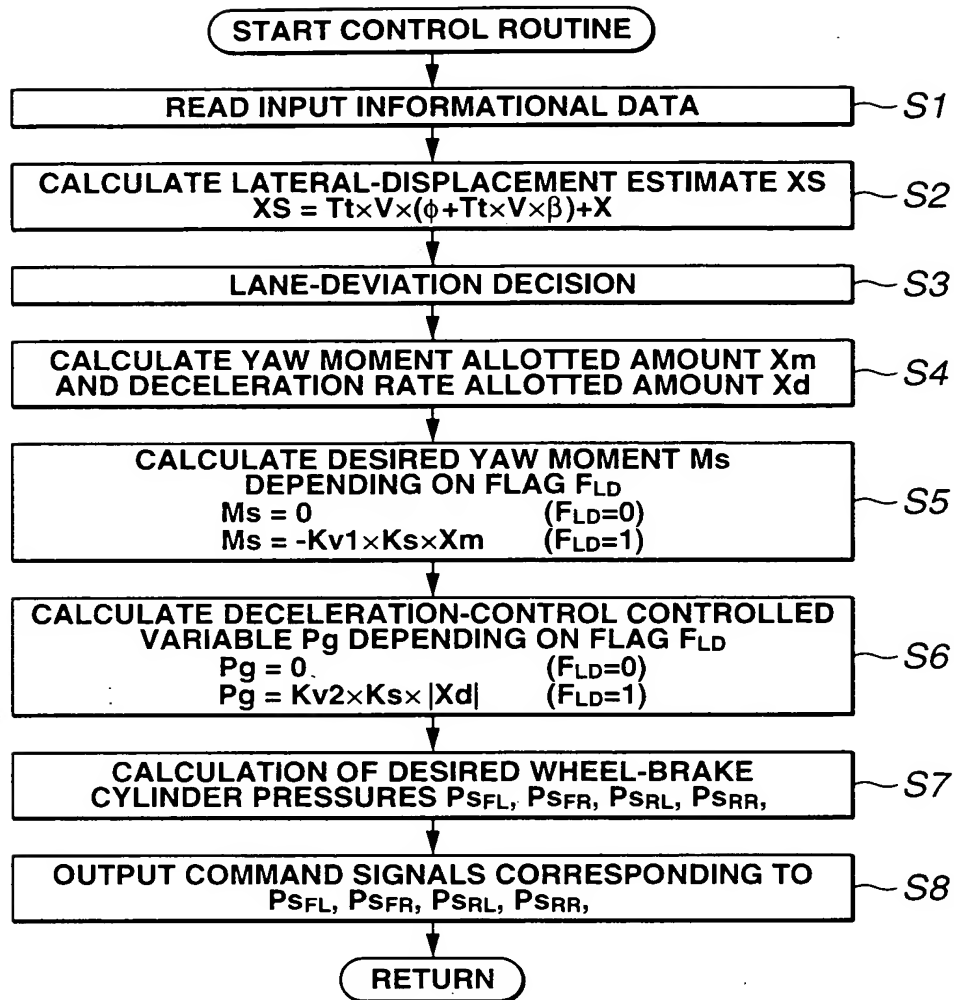 START CONTROL ROUTINE
READ INPUT INFORMATIONAL DATA
S1
CALCULATE LATERAL-DISPLACEMENT ESTIMATE XS
XS = Tt×V×(ϕ+Tt×V×β)+X
S2
LANE-DEVIATION DECISION
S3
CALCULATE YAW MOMENT ALLOTTED AMOUNT Xm
AND DECELERATION RATE ALLOTTED AMOUNT Xd
S4
CALCULATE DESIRED YAW MOMENT Ms
DEPENDING ON FLAG FLD
Ms = 0 (FLD=0)
Ms = -Kv1×Ks×Xm (FLD=1)
S5
CALCULATE DECELERATION-CONTROL CONTROLLED
VARIABLE Pg DEPENDING ON FLAG FLD
Pg = 0 (FLD=0)
Pg = Kv2×Ks×|Xd| (FLD=1)
S6
CALCULATION OF DESIRED WHEEL-BRAKE
CYLINDER PRESSURES PsFL, PsFR, PsRL, PsRR,
S7
OUTPUT COMMAND SIGNALS CORRESPONDING TO
PsFL, PsFR, PsRL, PsRR,
S8
RETURN